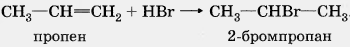 CH₃—CH=CH₂ + HBr → CH₃—CHBr—CH₃
пропен 2-бромпропан